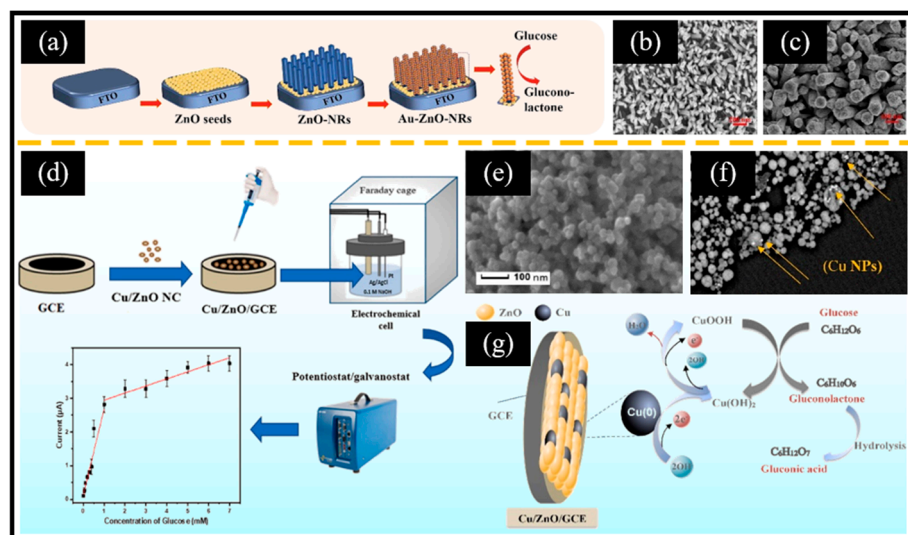 (a)
Glucose
Glucono-
lactone
FTO
FTO
FTO
FTO
ZnO seeds
ZnO-NRs
Au-ZnO-NRs
(b)
(c)
(d)
Faraday cage
Pt
Ag/AgCl
0.1 M NaOH
GCE
Cu/ZnO NC
Cu/ZnO/GCE
Electrochemical
cell
Potentiostat/galvanostat
Current (µA)
4
3
2
1
0
0 1 2 3 4 5 6 7
Concentration of Glucose (mM)
(e)
100 nm
(f)
(Cu NPs)
ZnO
Cu
(g)
GCE
Cu/ZnO/GCE
H₂O
CuOOH
Glucose
C₆H₁₂O₆
e⁻
2OH⁻
Cu(0)
Cu(OH)₂
C₆H₁₀O₆
Gluconolactone
2e⁻
2OH⁻
Hydrolysis
C₆H₁₂O₇
Gluconic acid